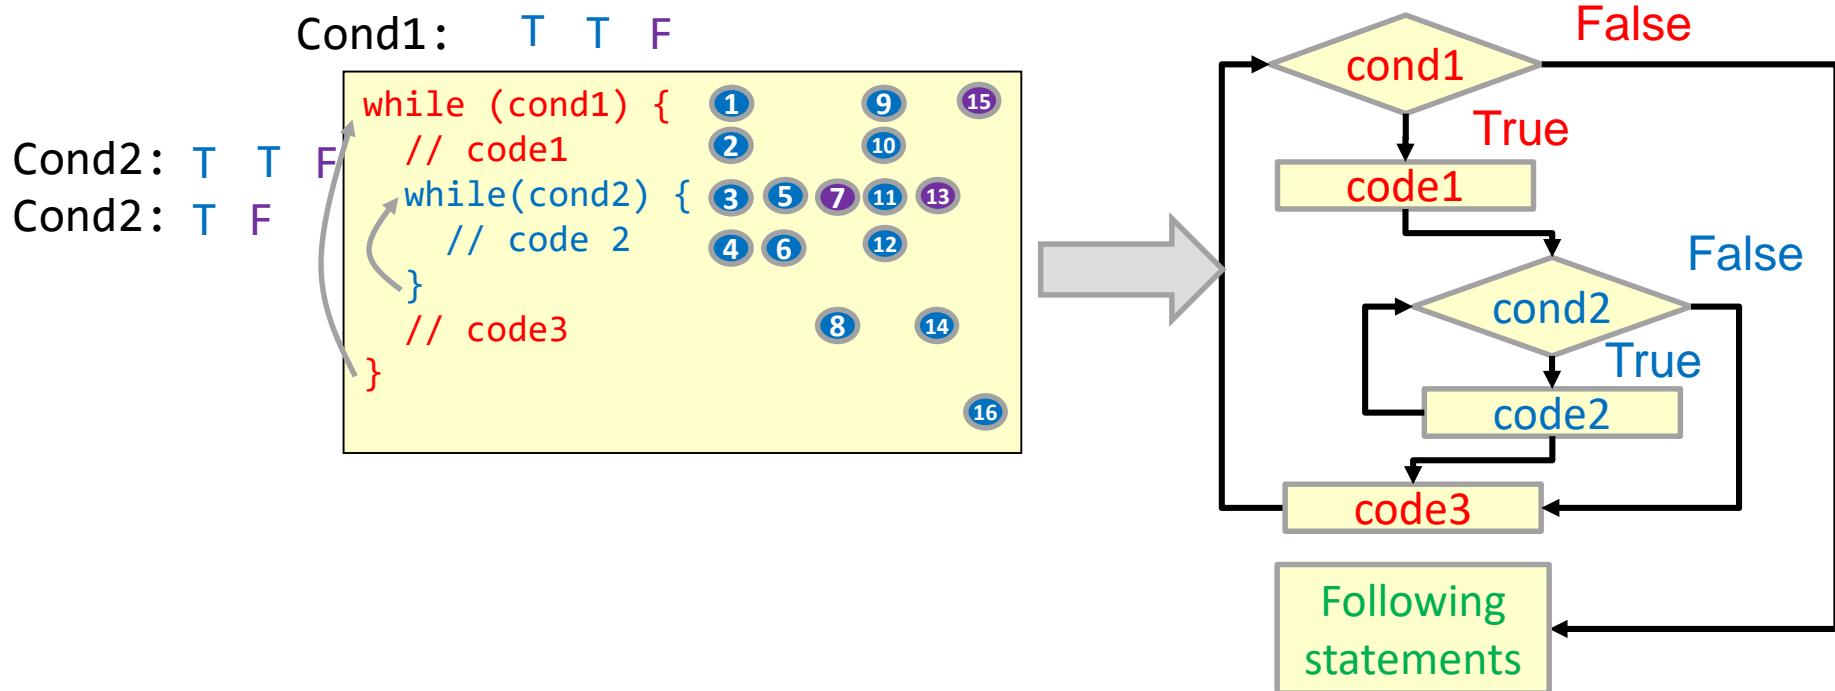 Cond1: T T F
Cond2: T T F
Cond2: T F
while (cond1) { 1 9 15
// code1 2 10
while(cond2) { 3 5 7 11 13
// code 2 4 6 12
}
// code3 8 14
}
16
cond1
False
True
code1
cond2
False
True
code2
code3
Following
statements